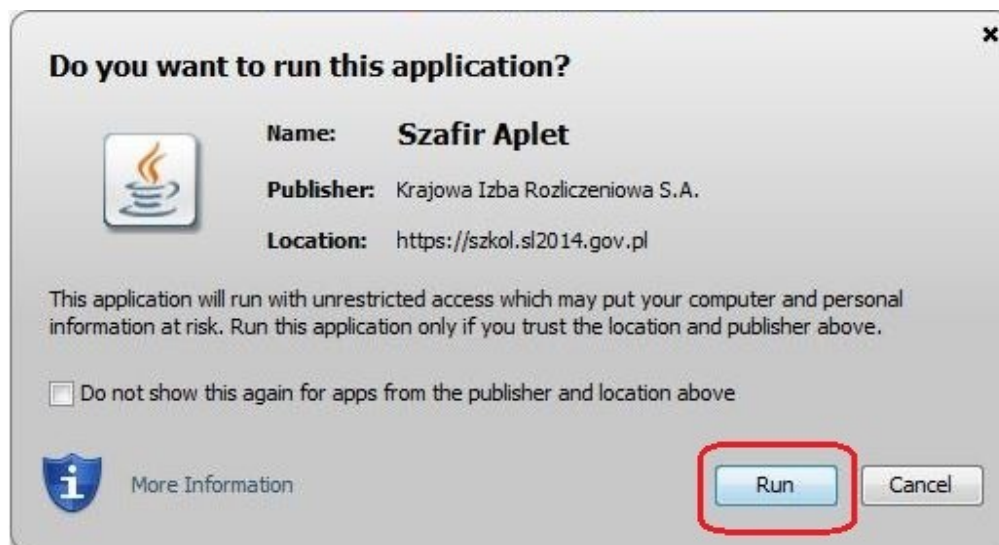 Do you want to run this application?
Name: Szafir Aplet
Publisher: Krajowa Izba Rozliczeniowa S.A.
Location: https://szkol.sl2014.gov.pl
This application will run with unrestricted access which may put your computer and personal
information at risk. Run this application only if you trust the location and publisher above.
Do not show this again for apps from the publisher and location above
More Information
Run Cancel